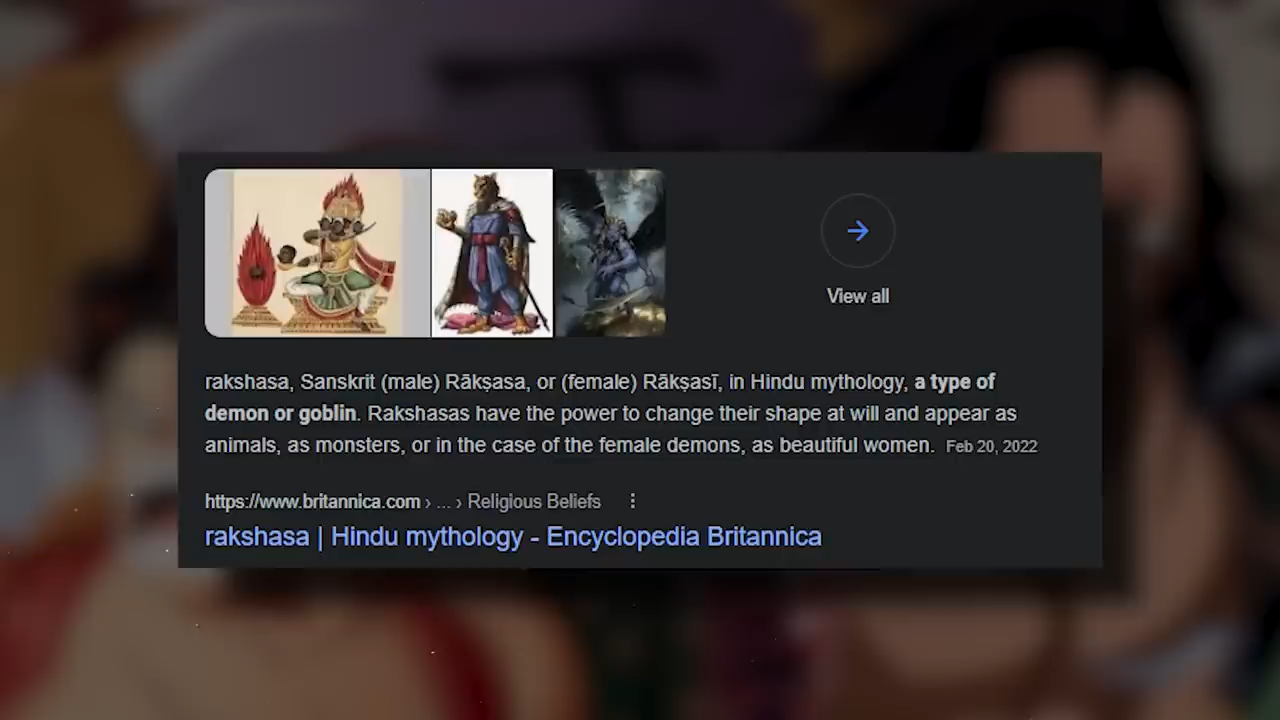 View all
rakshasa, Sanskrit (male) Rākṣasa, or (female) Rākṣasī, in Hindu mythology, a type of
demon or goblin. Rakshasas have the power to change their shape at will and appear as
animals, as monsters, or in the case of the female demons, as beautiful women. Feb 20, 2022
https://www.britannica.com › ... › Religious Beliefs
rakshasa | Hindu mythology - Encyclopedia Britannica